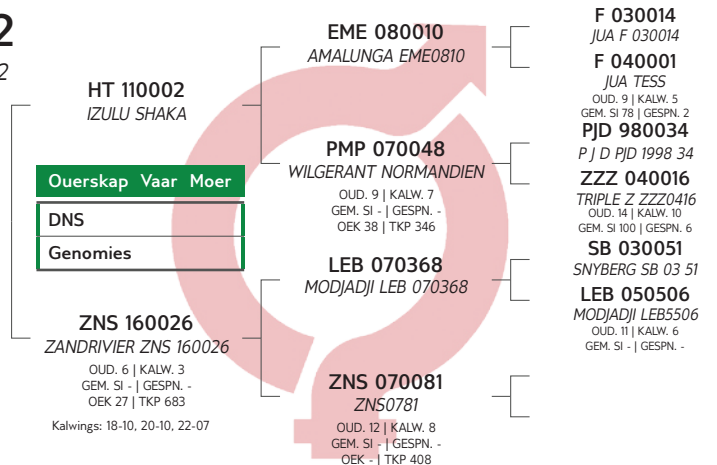 2
2
HT 110002
IZULU SHAKA
Ouerskap Vaar Moer
DNS
Genomies
ZNS 160026
ZANDRIVIER ZNS 160026
OUD. 6 | KALW. 3
GEM. SI - | GESPN. -
OEK 27 | TKP 683
Kalwings: 18-10, 20-10, 22-07
EME 080010
AMALUNGA EME0810
PMP 070048
WILGERANT NORMANDIEN
OUD. 9 | KALW. 7
GEM. SI - | GESPN. -
OEK 38 | TKP 346
LEB 070368
MODJADJI LEB 070368
ZNS 070081
ZNS0781
OUD. 12 | KALW. 8
GEM. SI - | GESPN. -
OEK - | TKP 408
F 030014
JUA F 030014
F 040001
JUA TESS
OUD. 9 | KALW. 5
GEM. SI 78 | GESPN. 2
PJD 980034
P J D PJD 1998 34
ZZZ 040016
TRIPLE Z ZZZ0416
OUD. 14 | KALW. 10
GEM. SI 100 | GESPN. 6
SB 030051
SNYBERG SB 03 51
LEB 050506
MODJADJI LEB5506
OUD. 11 | KALW. 6
GEM. SI - | GESPN. -